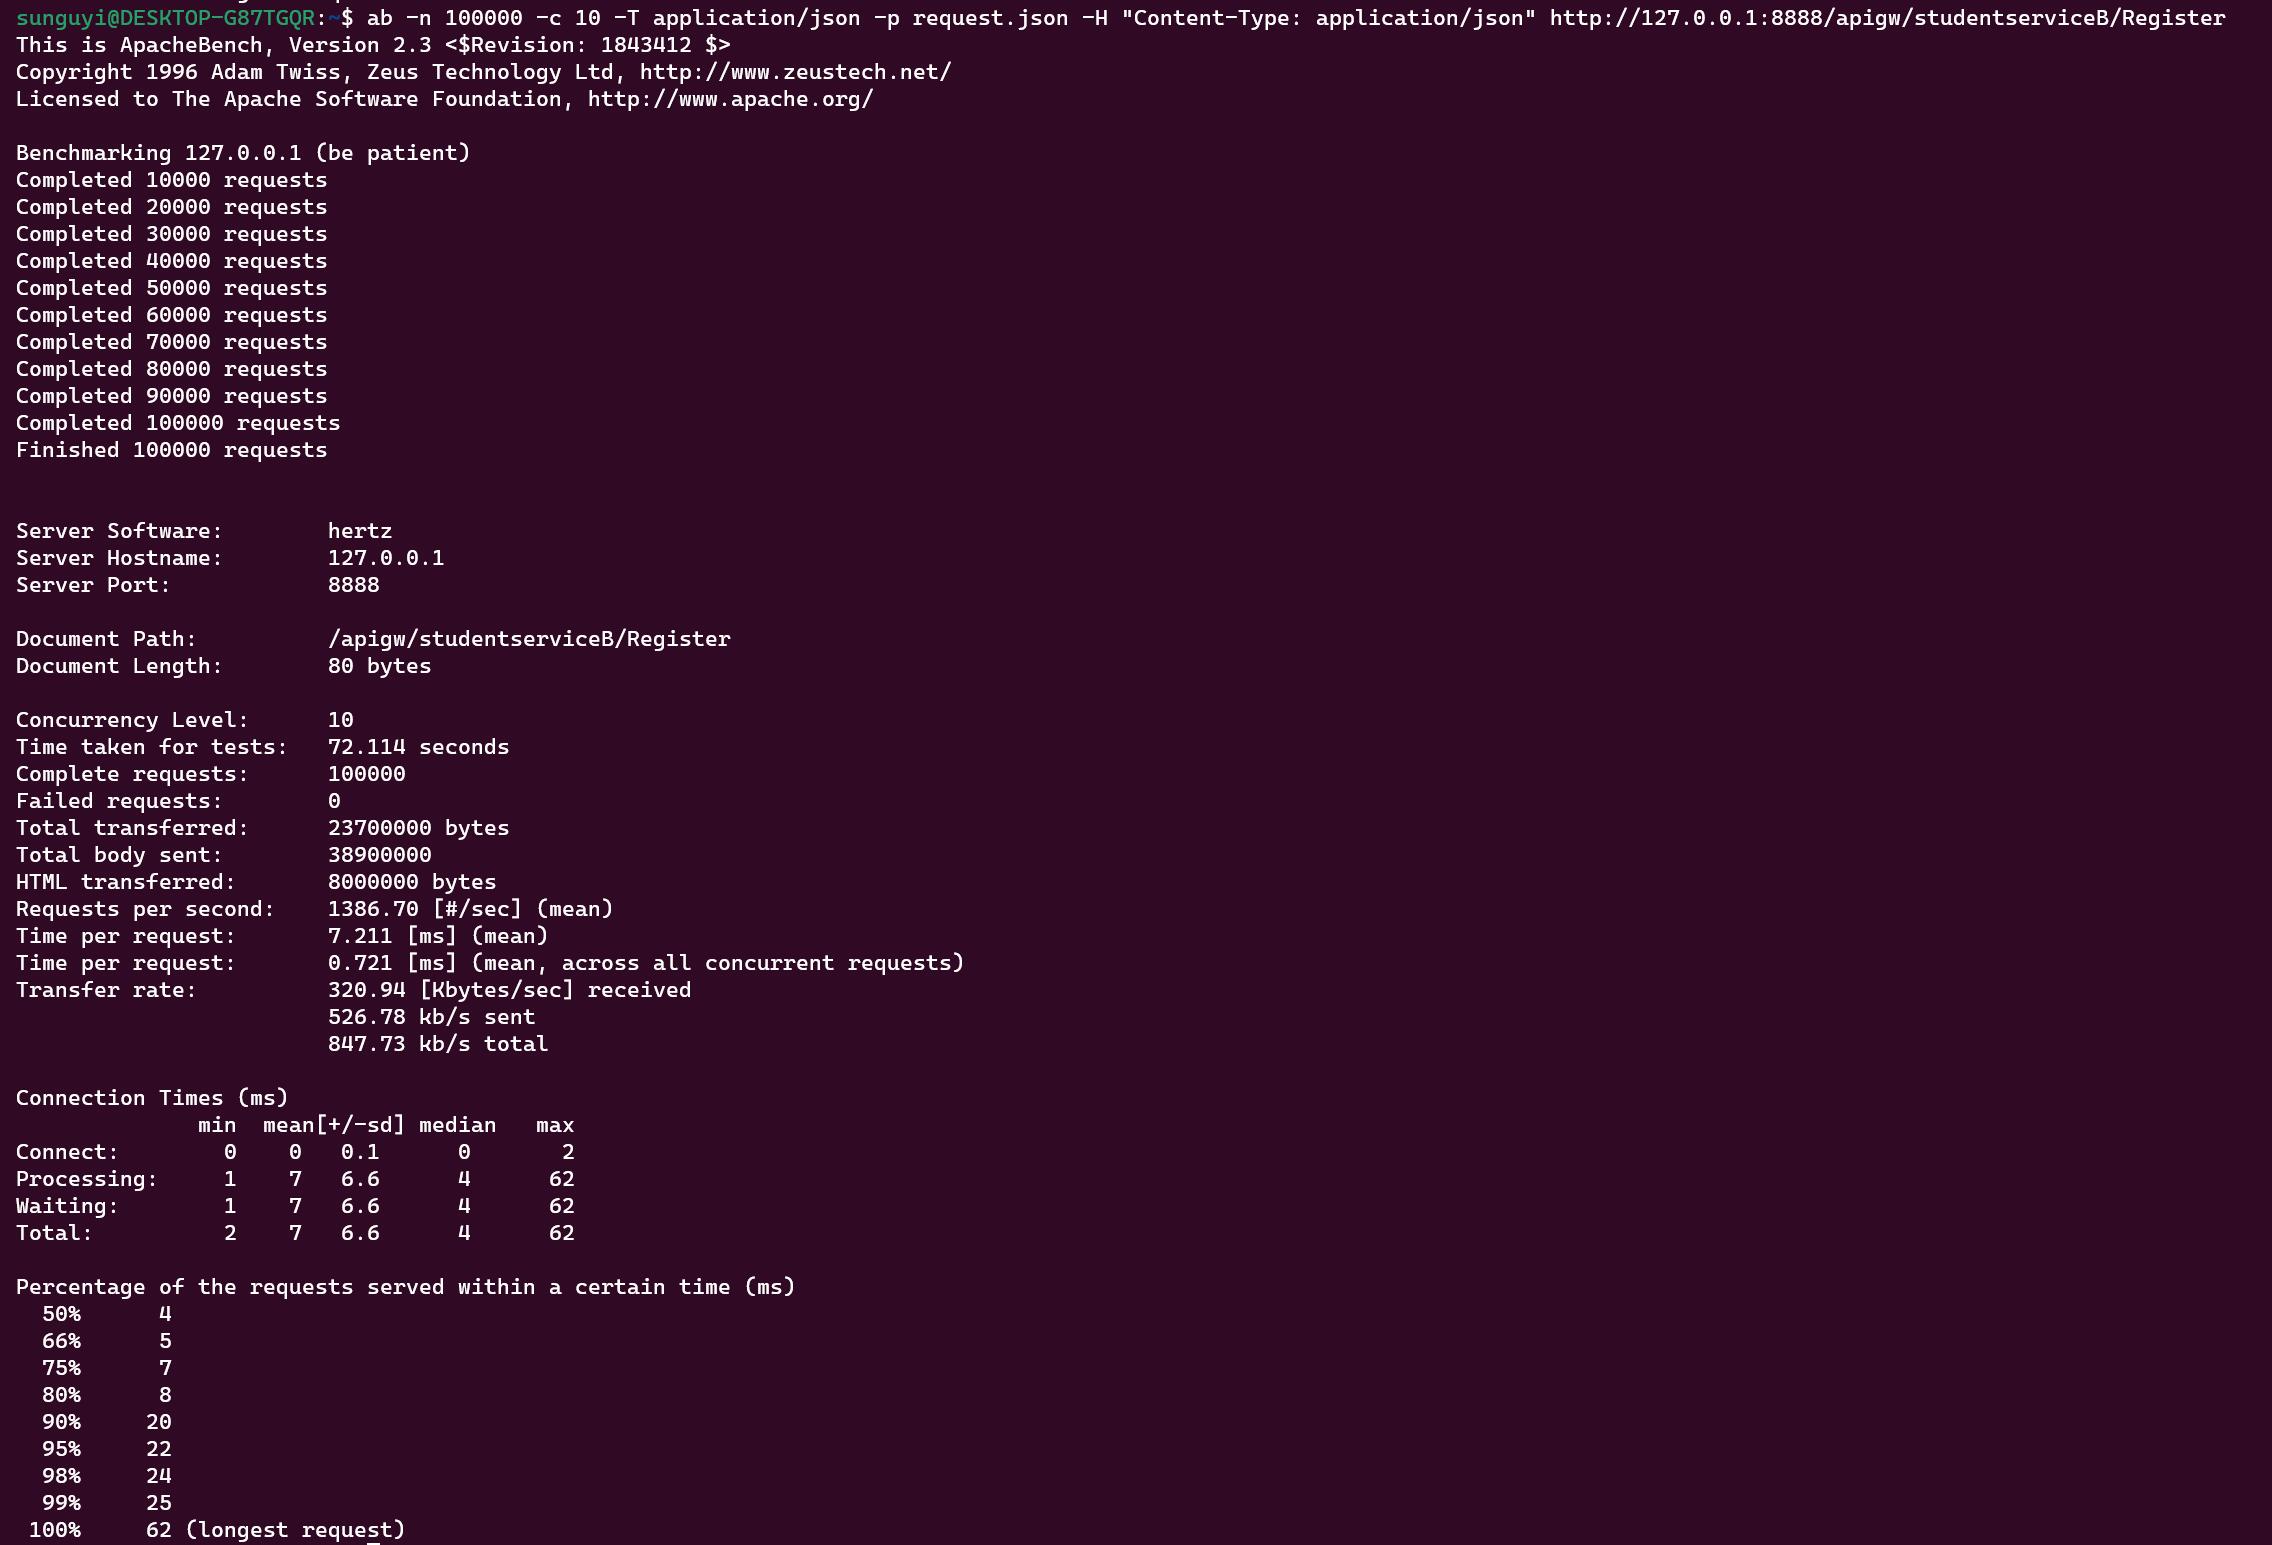 sunguyi@DESKTOP-G87TGQR:~$ ab -n 100000 -c 10 -T application/json -p request.json -H "Content-Type: application/json" http://127.0.0.1:8888/apigw/studentserviceB/Register
This is ApacheBench, Version 2.3 <$Revision: 1843412 $>
Copyright 1996 Adam Twiss, Zeus Technology Ltd, http://www.zeustech.net/
Licensed to The Apache Software Foundation, http://www.apache.org/

Benchmarking 127.0.0.1 (be patient)
Completed 10000 requests
Completed 20000 requests
Completed 30000 requests
Completed 40000 requests
Completed 50000 requests
Completed 60000 requests
Completed 70000 requests
Completed 80000 requests
Completed 90000 requests
Completed 100000 requests
Finished 100000 requests


Server Software:        hertz
Server Hostname:        127.0.0.1
Server Port:            8888

Document Path:          /apigw/studentserviceB/Register
Document Length:        80 bytes

Concurrency Level:      10
Time taken for tests:   72.114 seconds
Complete requests:      100000
Failed requests:        0
Total transferred:      23700000 bytes
Total body sent:        38900000
HTML transferred:       8000000 bytes
Requests per second:    1386.70 [#/sec] (mean)
Time per request:       7.211 [ms] (mean)
Time per request:       0.721 [ms] (mean, across all concurrent requests)
Transfer rate:          320.94 [Kbytes/sec] received
                        526.78 kb/s sent
                        847.73 kb/s total

Connection Times (ms)
              min  mean[+/-sd] median   max
Connect:        0    0   0.1      0       2
Processing:     1    7   6.6      4      62
Waiting:        1    7   6.6      4      62
Total:          2    7   6.6      4      62

Percentage of the requests served within a certain time (ms)
  50%      4
  66%      5
  75%      7
  80%      8
  90%     20
  95%     22
  98%     24
  99%     25
 100%     62 (longest request)